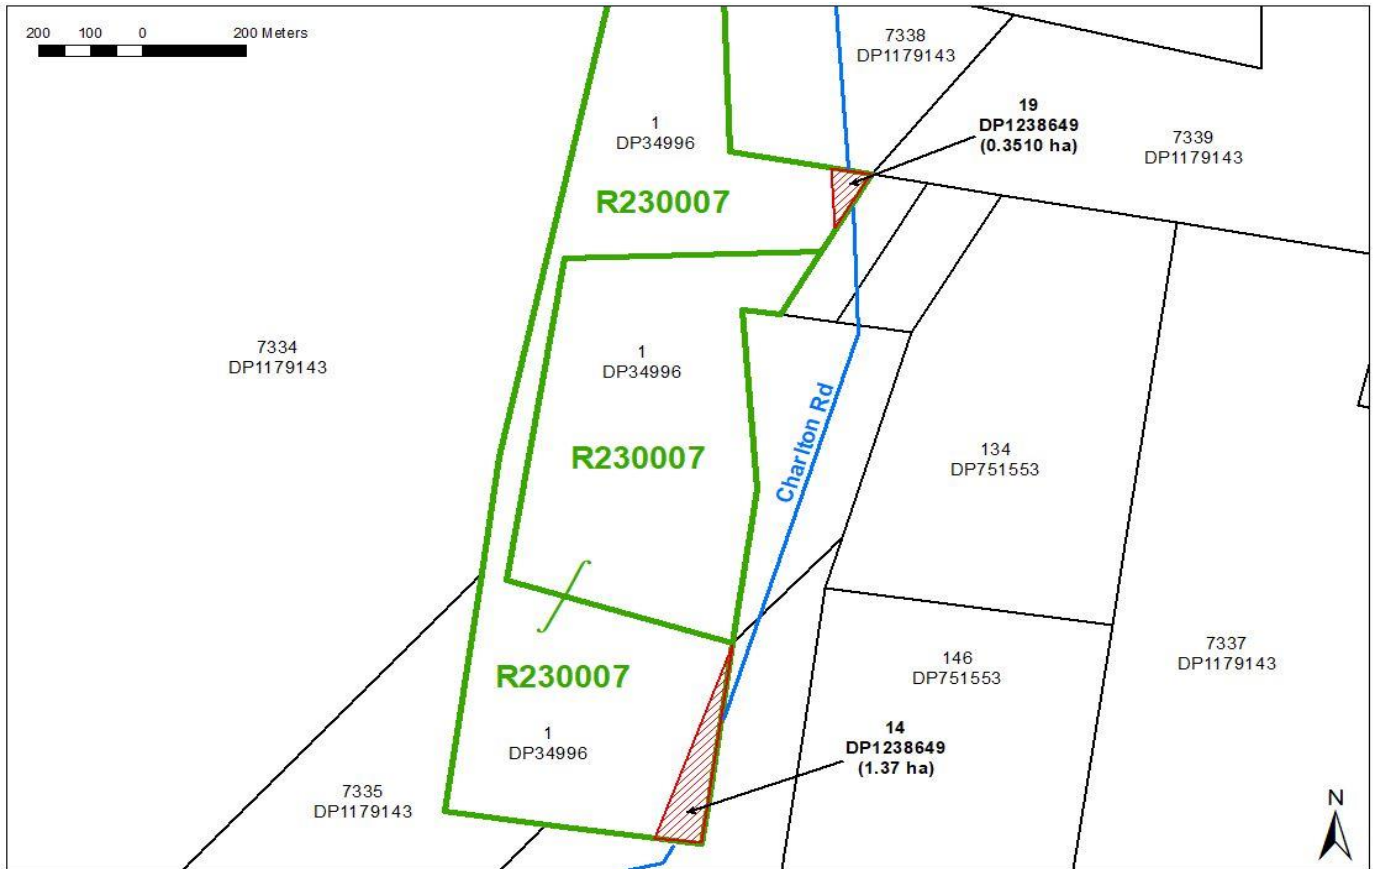 200 100 0 200 Meters
7338
DP1179143
19
DP1238649
(0.3510 ha)
7339
DP1179143
1
DP34996
R230007
7334
DP1179143
1
DP34996
R230007
Charlton Rd
134
DP751553
R230007
146
DP751553
7337
DP1179143
1
DP34996
14
DP1238649
(1.37 ha)
7335
DP1179143
N